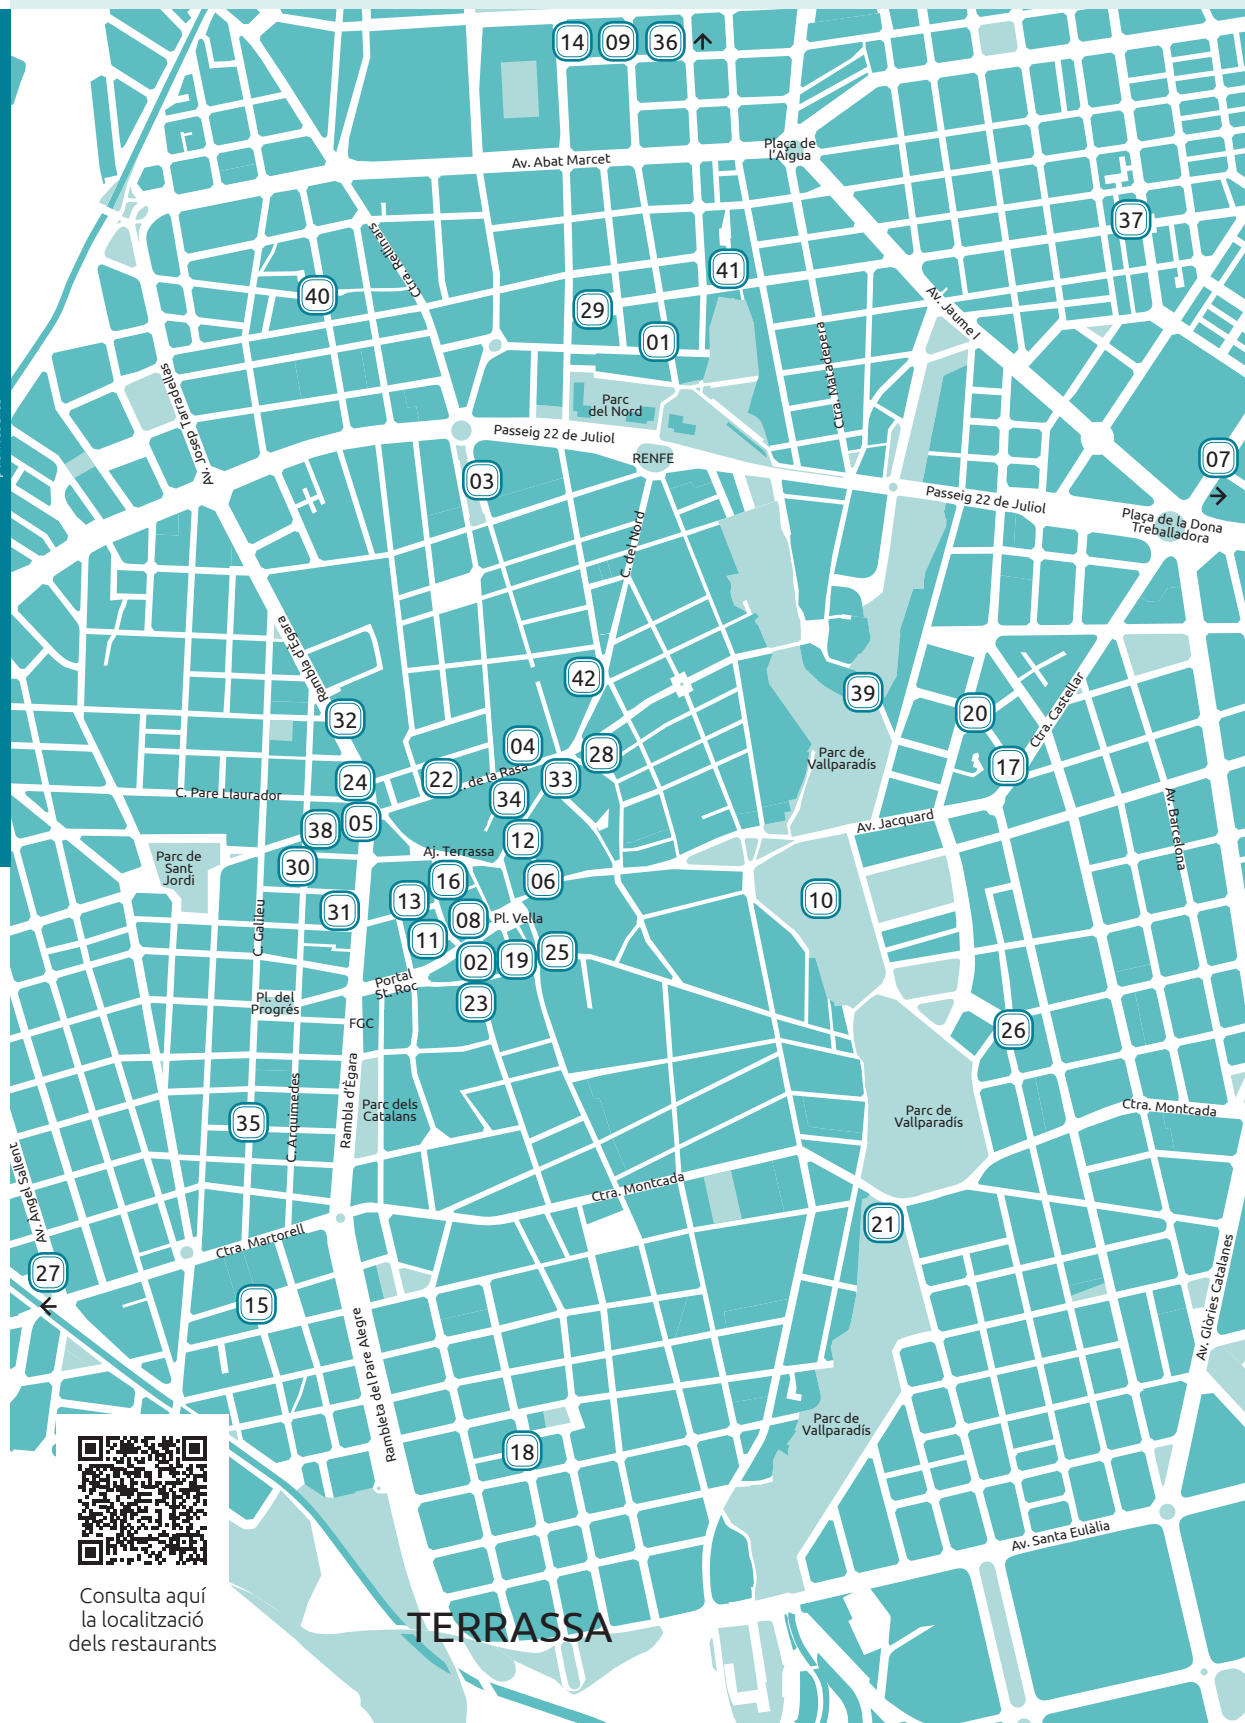 14 09 36 ↑
Plaça de
l'Aigua
Av. Abat Marcet
37
Ctra. Rellinars
41
40
29
Av. Jaume I
01
Ctra. Matadepera
Av. Josep Tarradellas
Parc
del Nord
Passeig 22 de Juliol
RENFE
07
→
03
Passeig 22 de Juliol
Plaça de la Dona
Treballadora
C. del Nord
Rambla d'Ègara
42
39
32
20
Ctra. Castellar
04
28
Parc de
Vallparadís
17
24
22
. de la Rasa
33
C. Pare Llaurador
34
Av. Barcelona
05
38
Av. Jacquard
12
Aj. Terrassa
Parc de
Sant
Jordi
30
16
06
13
10
31
08
Pl. Vella
C. Galileu
11
25
02
19
Portal
St. Roc
Pl. del
Progrés
23
FGC
26
Rambla d'Ègara
C. Arquimedes
Parc dels
Catalans
Parc de
Vallparadís
Ctra. Montcada
35
Av. Àngel Sallent
Ctra. Montcada
21
Ctra. Martorell
27
←
15
Av. Glòries Catalanes
Rambleta del Pare Alegre
Parc de
Vallparadís
18
Av. Santa Eulàlia
Consulta aquí
la localització
dels restaurants
TERRASSA